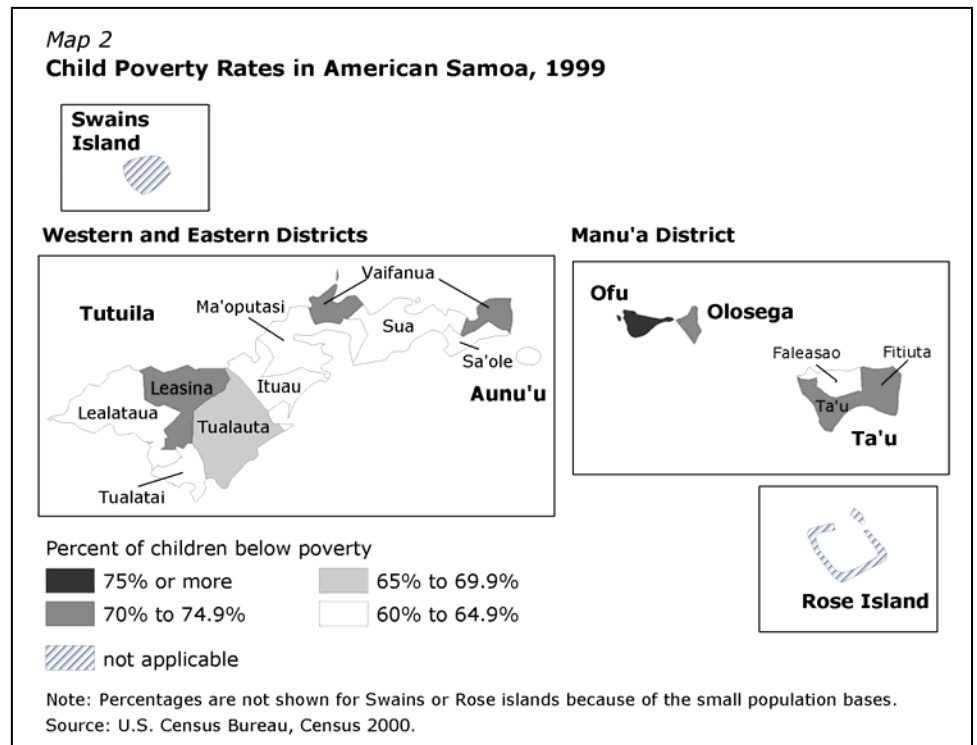 Map 2
Child Poverty Rates in American Samoa, 1999
Swains
Island
Western and Eastern Districts
Manu'a District
Vaifanua
Ma'oputasi
Tutuila
Sua
Sa'ole
Aunu'u
Leasina
Ituau
Lealataua
Tualauta
Tualatai
Ofu
Olosega
Faleasao
Fitiuta
Ta'u
Ta'u
Rose Island
Percent of children below poverty
75% or more
65% to 69.9%
70% to 74.9%
60% to 64.9%
not applicable
Note: Percentages are not shown for Swains or Rose islands because of the small population bases.
Source: U.S. Census Bureau, Census 2000.